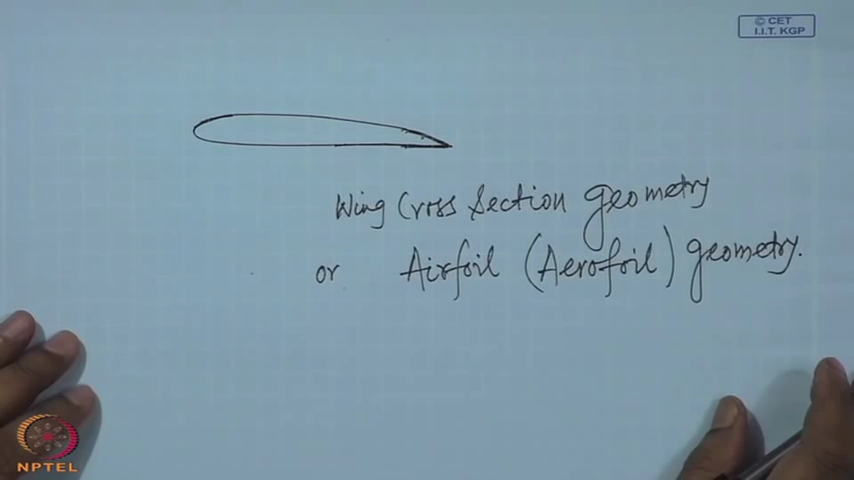 © CET
I.I.T. KGP
Wing Cross Section geometry
or Airfoil (Aerofoil) geometry.
NPTEL